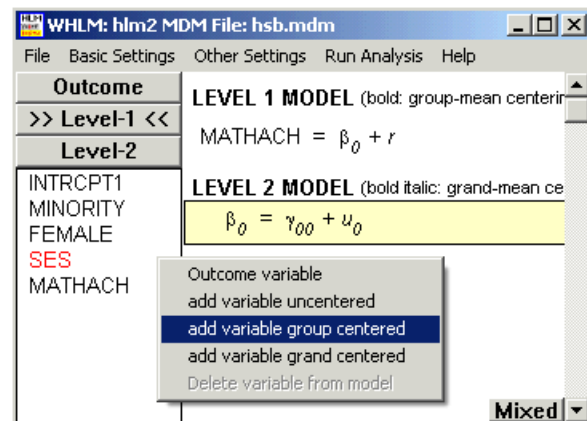 WHLM: hlm2 MDM File: hsb.mdm
File Basic Settings Other Settings Run Analysis Help
Outcome
>> Level-1 <<
Level-2
INTRCPT1
MINORITY
FEMALE
SES
MATHACH
LEVEL 1 MODEL (bold: group-mean centerin
MATHACH = β0 + r
LEVEL 2 MODEL (bold italic: grand-mean ce
β0 = γ00 + u0
Outcome variable
add variable uncentered
add variable group centered
add variable grand centered
Delete variable from model
Mixed